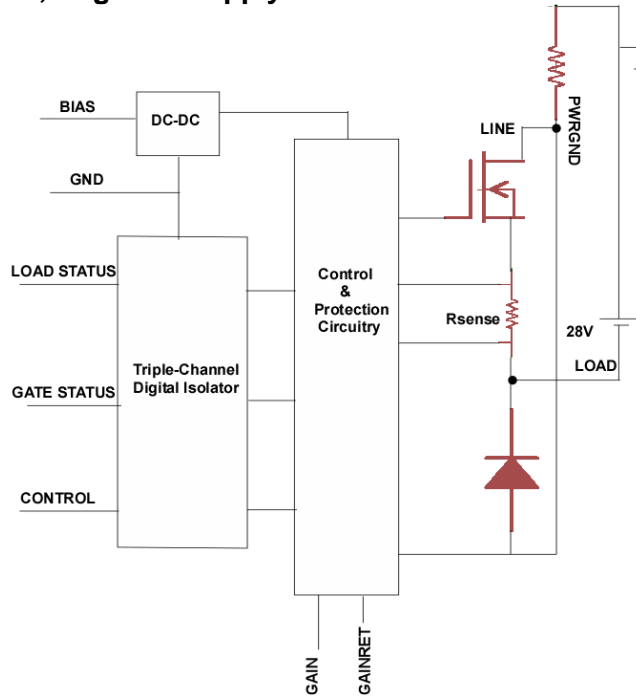 BIAS
DC-DC
LINE
PWRGND
GND
LOAD STATUS
Control
&
Protection
Circuitry
Rsense
28V
LOAD
Triple-Channel
Digital Isolator
GATE STATUS
CONTROL
GAIN
GAINRET